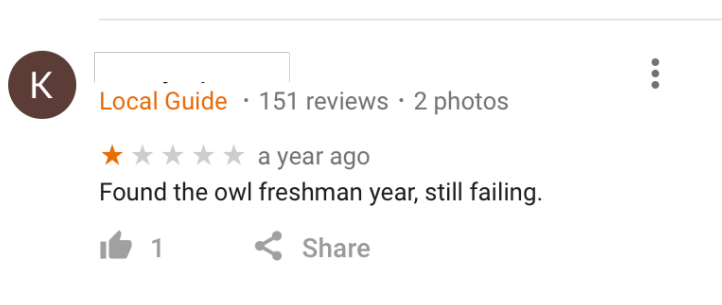 K
Local Guide · 151 reviews · 2 photos
a year ago
Found the owl freshman year, still failing.
1 Share